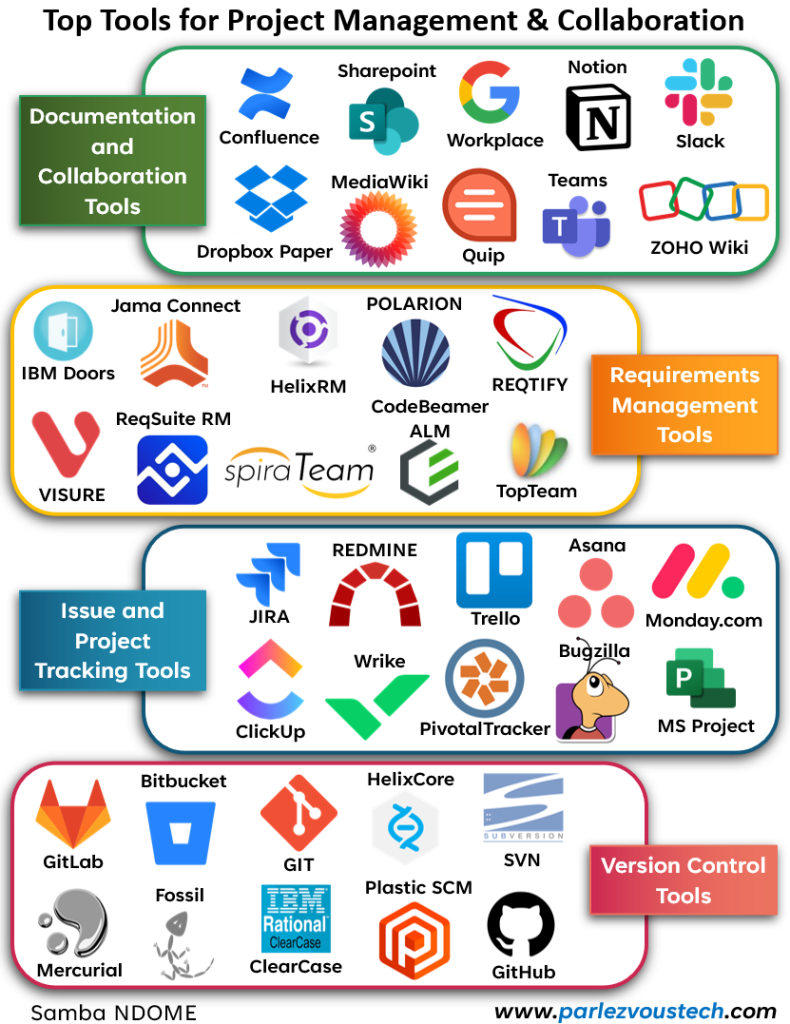 Top Tools for Project Management & Collaboration
Documentation
and
Collaboration
Tools
Confluence
Sharepoint
S
Workplace
Notion
N
Slack
Dropbox Paper
MediaWiki
Quip
Teams
T
ZOHO Wiki
IBM Doors
Jama Connect
TM
HelixRM
POLARION
REQTIFY
Requirements
Management
Tools
VISURE
ReqSuite RM
spiraTeam®
CodeBeamer
ALM
TopTeam
Issue and
Project
Tracking Tools
JIRA
REDMINE
Trello
Asana
Monday.com
ClickUp
Wrike
PivotalTracker
Bugzilla
P
MS Project
GitLab
Bitbucket
GIT
HelixCore
SUBVERSION
SVN
Version Control
Tools
Mercurial
Fossil
IBM
Rational
ClearCase
ClearCase
Plastic SCM
GitHub
Samba NDOME
www.parlezvoustech.com